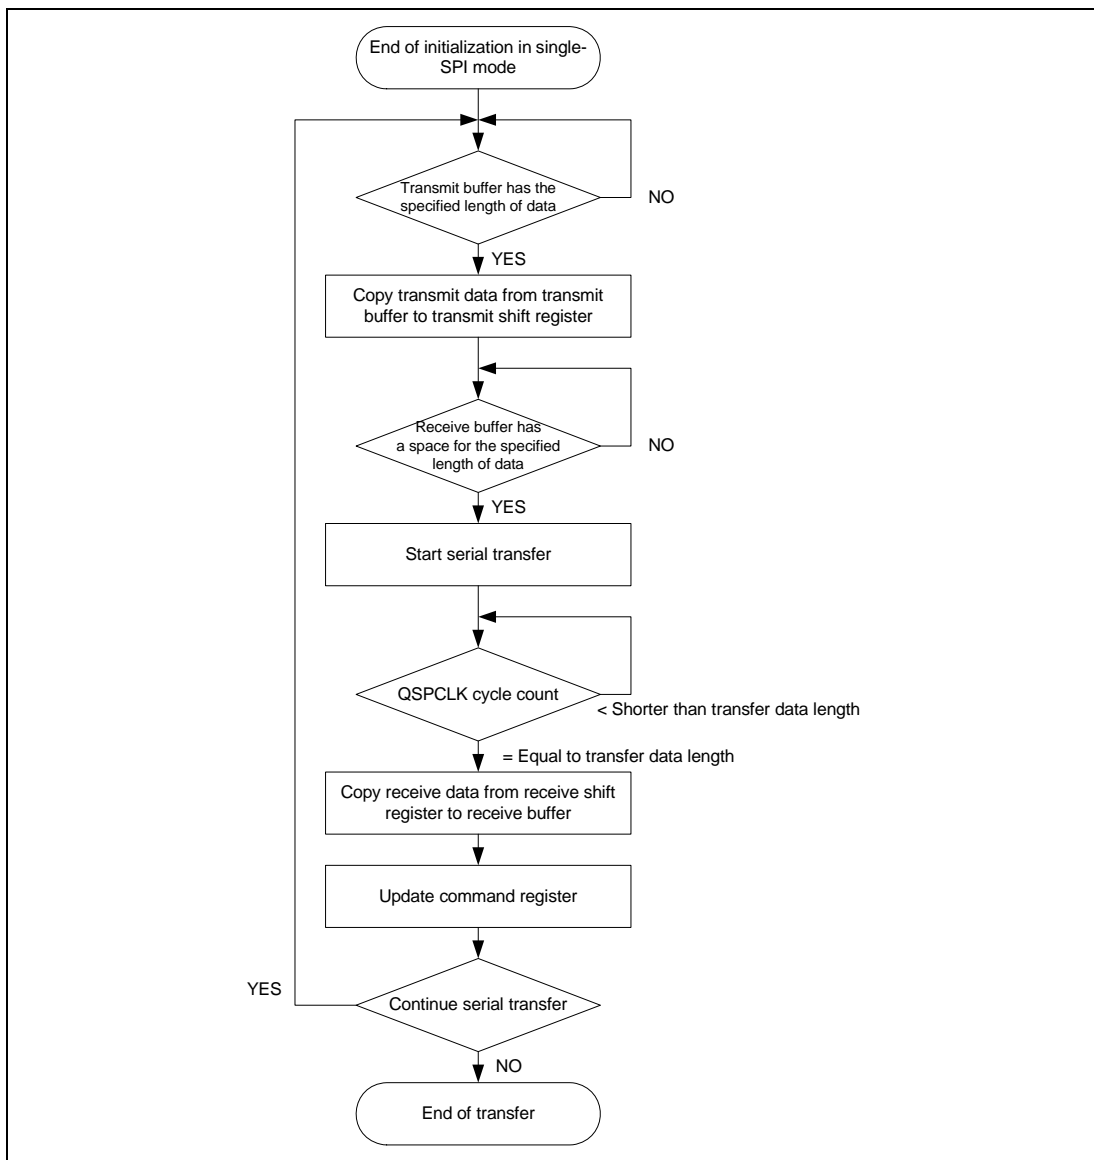 End of initialization in single-
SPI mode
Transmit buffer has the
specified length of data
NO
YES
Copy transmit data from transmit
buffer to transmit shift register
Receive buffer has
a space for the specified
length of data
NO
YES
Start serial transfer
QSPCLK cycle count
< Shorter than transfer data length
= Equal to transfer data length
Copy receive data from receive shift
register to receive buffer
Update command register
YES
Continue serial transfer
NO
End of transfer